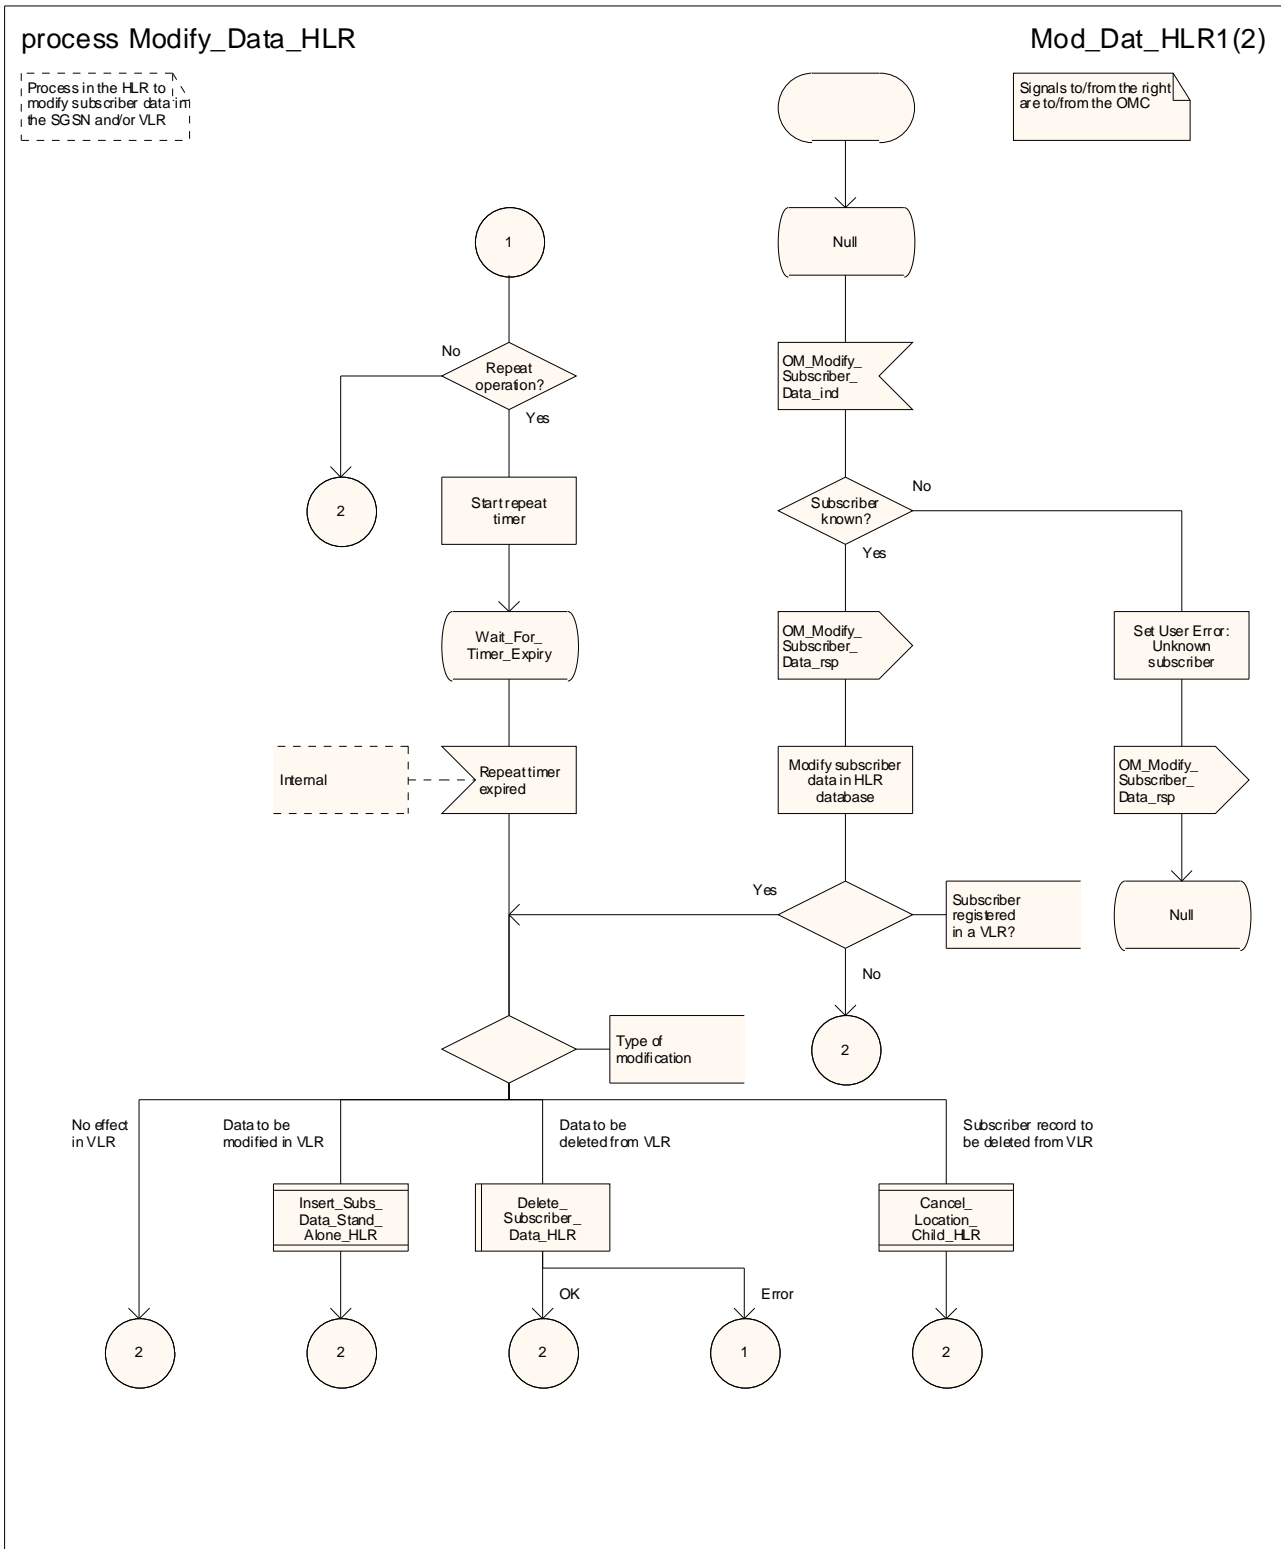 process Modify_Data_HLR
Mod_Dat_HLR1(2)
Process in the HLR to
modify subscriber data in
the SGSN and/or VLR
Signals to/from the right
are to/from the OMC
1
Null
No
Repeat
operation?
Yes
OM_Modify_
Subscriber_
Data_ind
2
Start repeat
timer
Subscriber
known?
No
Yes
Wait_For_
Timer_Expiry
OM_Modify_
Subscriber_
Data_rsp
Set User Error:
Unknown
subscriber
Internal
Repeat timer
expired
Modify subscriber
data in HLR
database
OM_Modify_
Subscriber_
Data_rsp
Yes
Subscriber
registered
in a VLR?
Null
No
Type of
modification
2
No effect
in VLR
Data to be
modified in VLR
Data to be
deleted from VLR
Subscriber record to
be deleted from VLR
Insert_Subs_
Data_Stand_
Alone_HLR
Delete_
Subscriber_
Data_HLR
Cancel_
Location_
Child_HLR
OK
Error
2
2
2
1
2